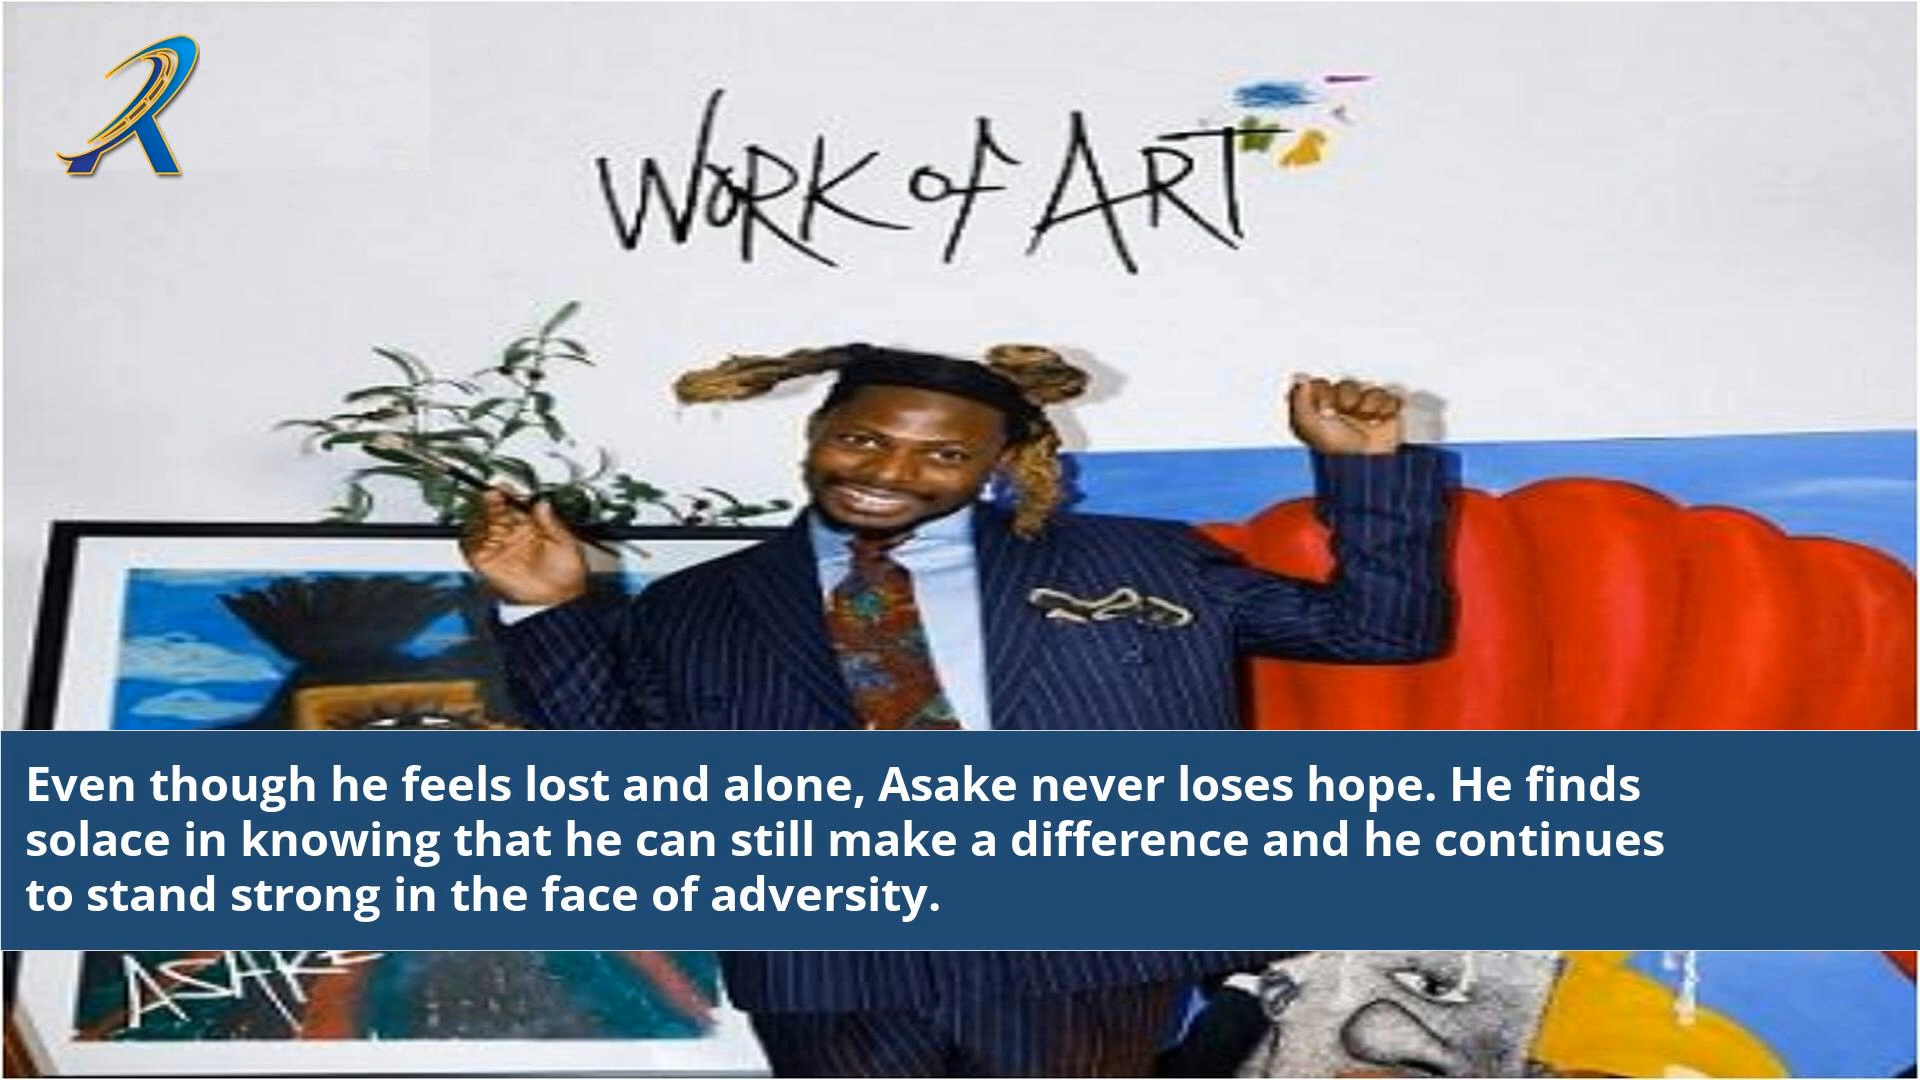 WORK of ART
Even though he feels lost and alone, Asake never loses hope. He finds
solace in knowing that he can still make a difference and he continues
to stand strong in the face of adversity.
ASAKE